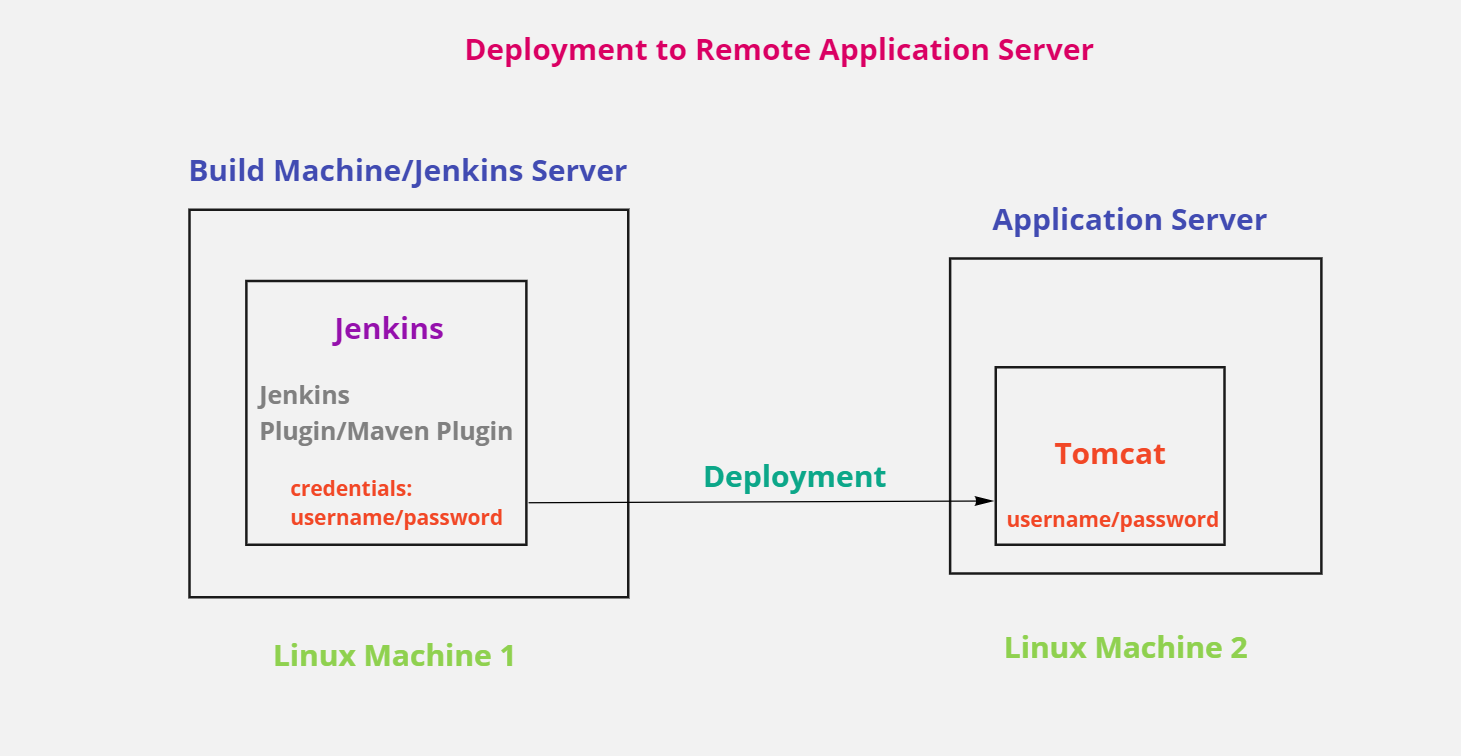 Deployment to Remote Application Server
Build Machine/Jenkins Server
Application Server
Jenkins
Jenkins
Plugin/Maven Plugin
credentials:
username/password
Deployment
Tomcat
username/password
Linux Machine 1
Linux Machine 2